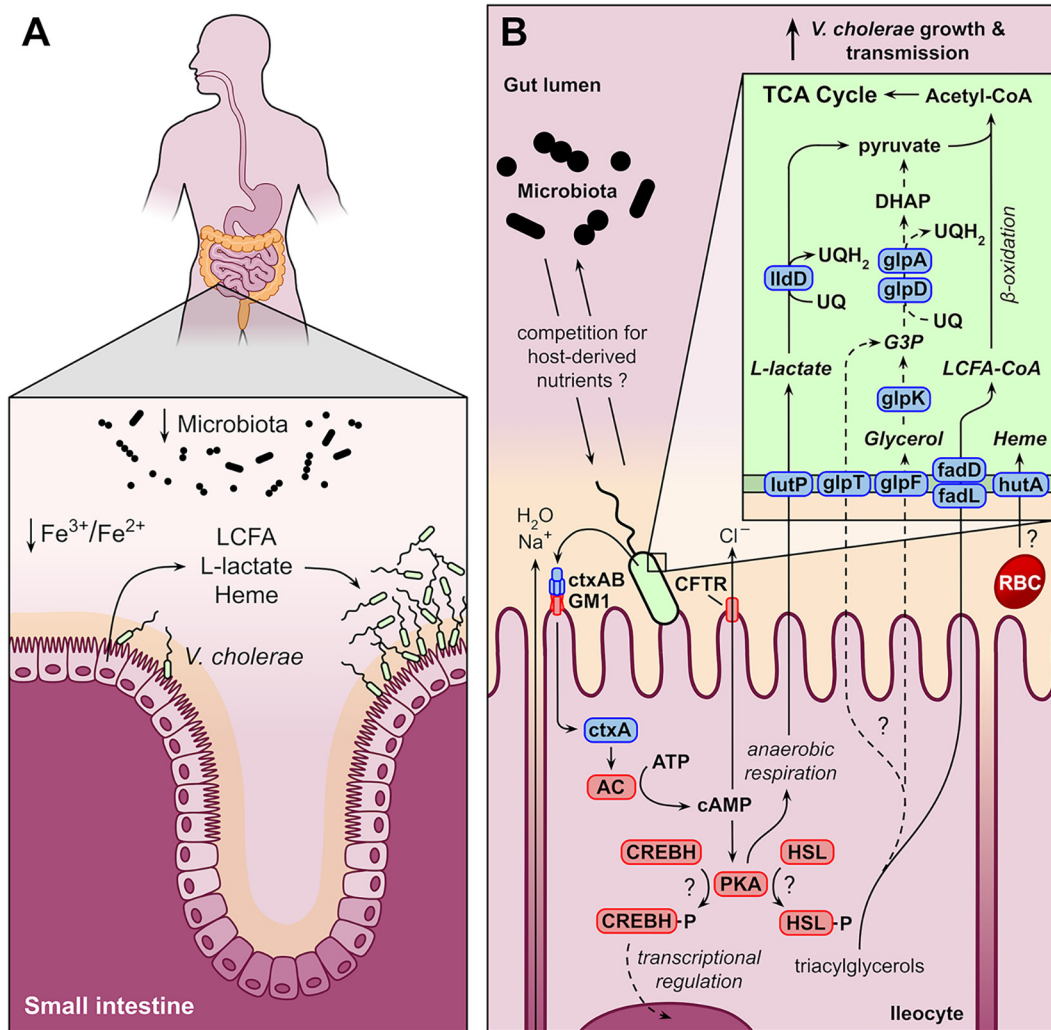 A
↓ Microbiota
↓ Fe³⁺/Fe²⁺
LCFA
L-lactate
Heme
V. cholerae
Small intestine
B
↑ V. cholerae growth &
transmission
Gut lumen
Microbiota
competition for
host-derived
nutrients ?
TCA Cycle
Acetyl-CoA
pyruvate
DHAP
UQH₂
glpA
glpD
UQ
G3P
UQH₂
lldD
UQ
β-oxidation
L-lactate
LCFA-CoA
glpK
Glycerol
Heme
lutP
glpT
glpF
fadD
fadL
hutA
?
RBC
H₂O
Na⁺
ctxAB
GM1
Cl⁻
CFTR
ctxA
AC
ATP
cAMP
anaerobic
respiration
?
CREBH
PKA
HSL
?
?
CREBH-P
HSL-P
transcriptional
regulation
triacylglycerols
Ileocyte